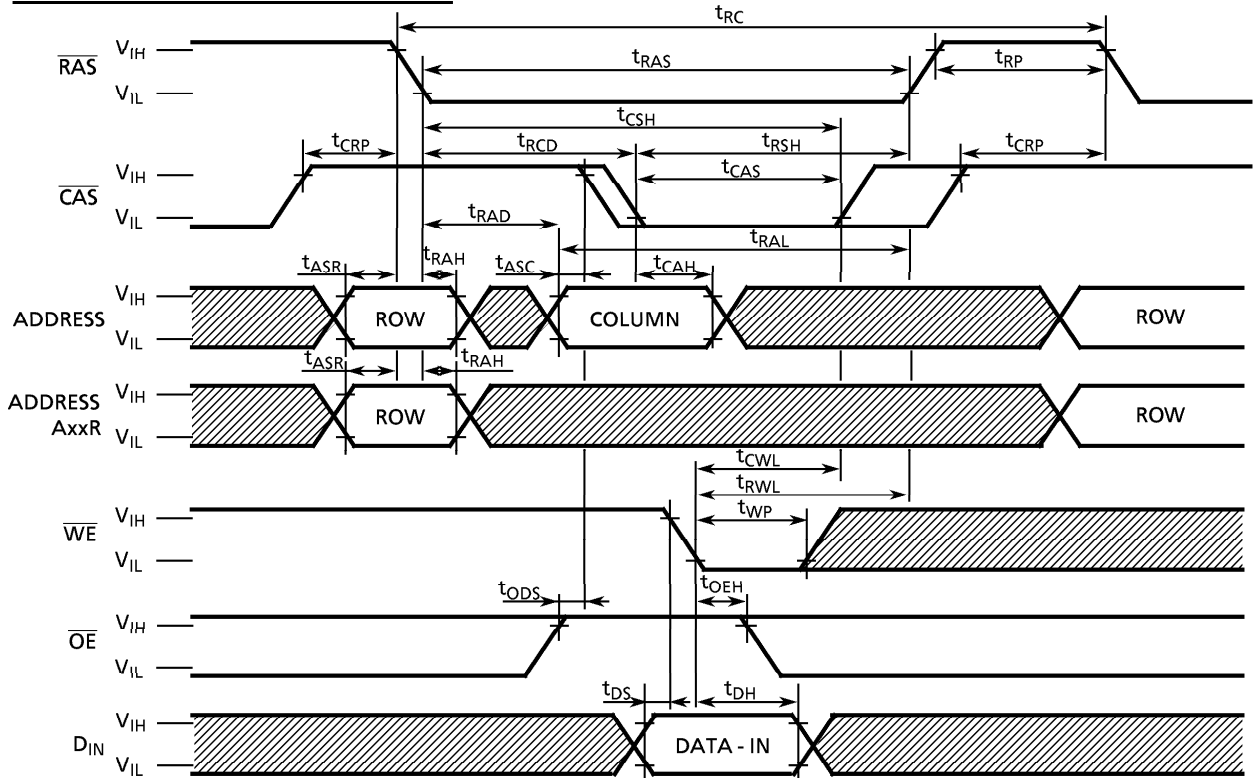 tRC
RAS
VIH
VIL
tRAS
tRP
tCSH
tCRP
tRCD
tRSH
tCRP
CAS
VIH
VIL
tCAS
tRAD
tRAL
tASR
tRAH
tASC
tCAH
ADDRESS
VIH
VIL
ROW
COLUMN
ROW
tASR
tRAH
ADDRESS
AxxR
VIH
VIL
ROW
ROW
tCWL
tRWL
tWP
WE
VIH
VIL
tODS
tOEH
OE
VIH
VIL
tDS
tDH
DIN
VIH
VIL
DATA - IN